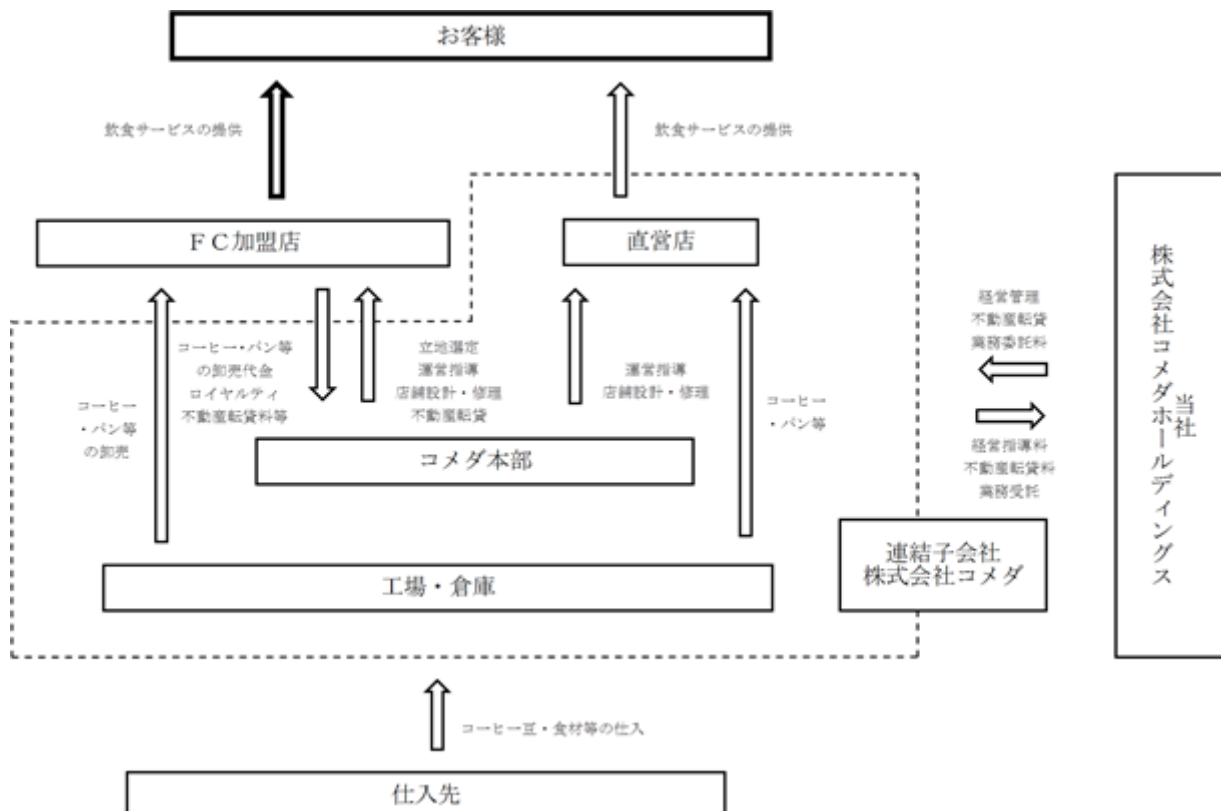 お客様
飲食サービスの提供
飲食サービスの提供
ＦＣ加盟店
直営店
コーヒー
・パン等
の卸売
コーヒー・パン等
の卸売代金
ロイヤルティ
不動産転貸料等
立地選定
運営指導
店舗設計・修理
不動産転貸
運営指導
店舗設計・修理
コーヒー
・パン等
コメダ本部
工場・倉庫
経営管理
不動産転貸
業務委託料
経営指導料
不動産転貸料
業務受託
連結子会社
株式会社コメダ
当社
株式会社コメダホールディングス
コーヒー豆・食材等の仕入
仕入先